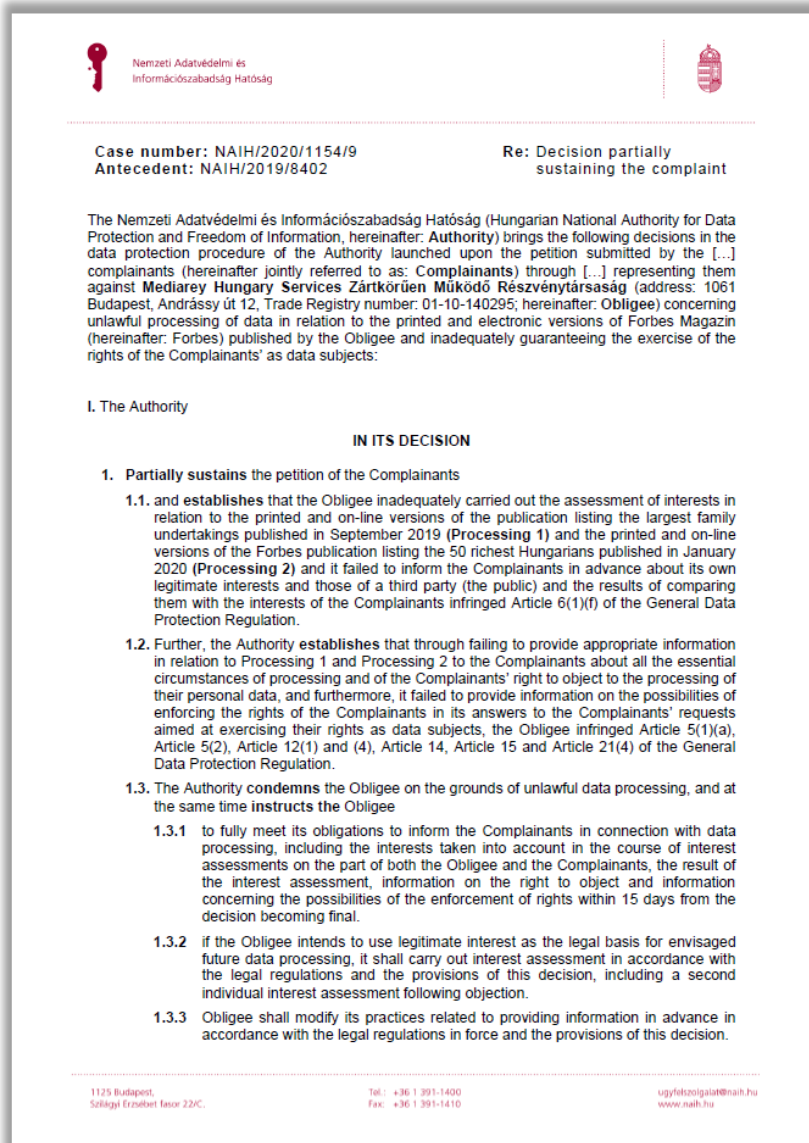 Nemzeti Adatvédelmi és
Információszabadság Hatóság
Case number: NAIH/2020/1154/9
Antecedent: NAIH/2019/8402
Re: Decision partially
sustaining the complaint
The Nemzeti Adatvédelmi és Információszabadság Hatóság (Hungarian National Authority for Data
Protection and Freedom of Information, hereinafter: Authority) brings the following decisions in the
data protection procedure of the Authority launched upon the petition submitted by the […]
complainants (hereinafter jointly referred to as: Complainants) through […] representing them
against Mediarey Hungary Services Zártkörűen Működő Részvénytársaság (address: 1061
Budapest, Andrássy út 12, Trade Registry number: 01-10-140295; hereinafter: Obligee) concerning
unlawful processing of data in relation to the printed and electronic versions of Forbes Magazin
(hereinafter: Forbes) published by the Obligee and inadequately guaranteeing the exercise of the
rights of the Complainants' as data subjects:
I. The Authority
IN ITS DECISION
1. Partially sustains the petition of the Complainants
1.1. and establishes that the Obligee inadequately carried out the assessment of interests in
relation to the printed and on-line versions of the publication listing the largest family
undertakings published in September 2019 (Processing 1) and the printed and on-line
versions of the Forbes publication listing the 50 richest Hungarians published in January
2020 (Processing 2) and it failed to inform the Complainants in advance about its own
legitimate interests and those of a third party (the public) and the results of comparing
them with the interests of the Complainants infringed Article 6(1)(f) of the General Data
Protection Regulation.
1.2. Further, the Authority establishes that through failing to provide appropriate information
in relation to Processing 1 and Processing 2 to the Complainants about all the essential
circumstances of processing and of the Complainants' right to object to the processing of
their personal data, and furthermore, it failed to provide information on the possibilities of
enforcing the rights of the Complainants in its answers to the Complainants' requests
aimed at exercising their rights as data subjects, the Obligee infringed Article 5(1)(a),
Article 5(2), Article 12(1) and (4), Article 14, Article 15 and Article 21(4) of the General
Data Protection Regulation.
1.3. The Authority condemns the Obligee on the grounds of unlawful data processing, and at
the same time instructs the Obligee
1.3.1 to fully meet its obligations to inform the Complainants in connection with data
processing, including the interests taken into account in the course of interest
assessments on the part of both the Obligee and the Complainants, the result of
the interest assessment, information on the right to object and information
concerning the possibilities of the enforcement of rights within 15 days from the
decision becoming final.
1.3.2 if the Obligee intends to use legitimate interest as the legal basis for envisaged
future data processing, it shall carry out interest assessment in accordance with
the legal regulations and the provisions of this decision, including a second
individual interest assessment following objection.
1.3.3 Obligee shall modify its practices related to providing information in advance in
accordance with the legal regulations in force and the provisions of this decision.
1125 Budapest,
Szilágyi Erzsébet fasor 22/C.
Tel.: +36 1 391-1400
Fax: +36 1 391-1410
ugyfelszolgalat@naih.hu
www.naih.hu